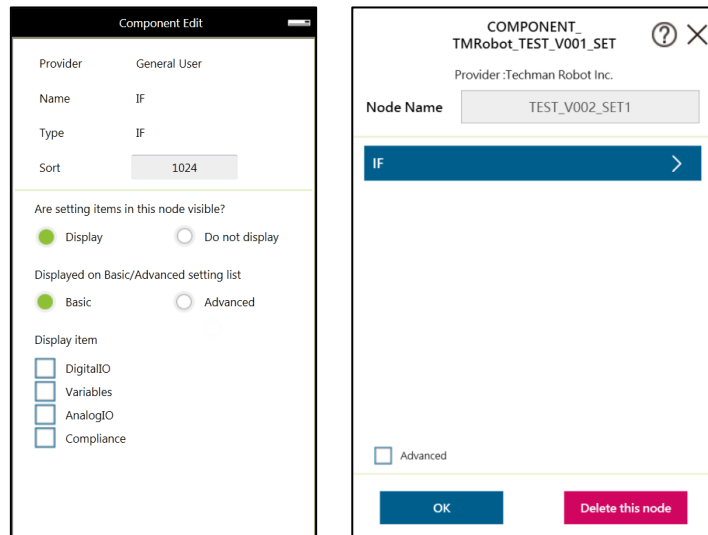 Component Edit
Provider General User
Name IF
Type IF
Sort 1024
Are setting items in this node visible?
Display Do not display
Displayed on Basic/Advanced setting list
Basic Advanced
Display item
DigitalIO
Variables
AnalogIO
Compliance
COMPONENT_
TMRobot_TEST_V001_SET
Provider :Techman Robot Inc.
Node Name TEST_V002_SET1
IF
Advanced
OK Delete this node